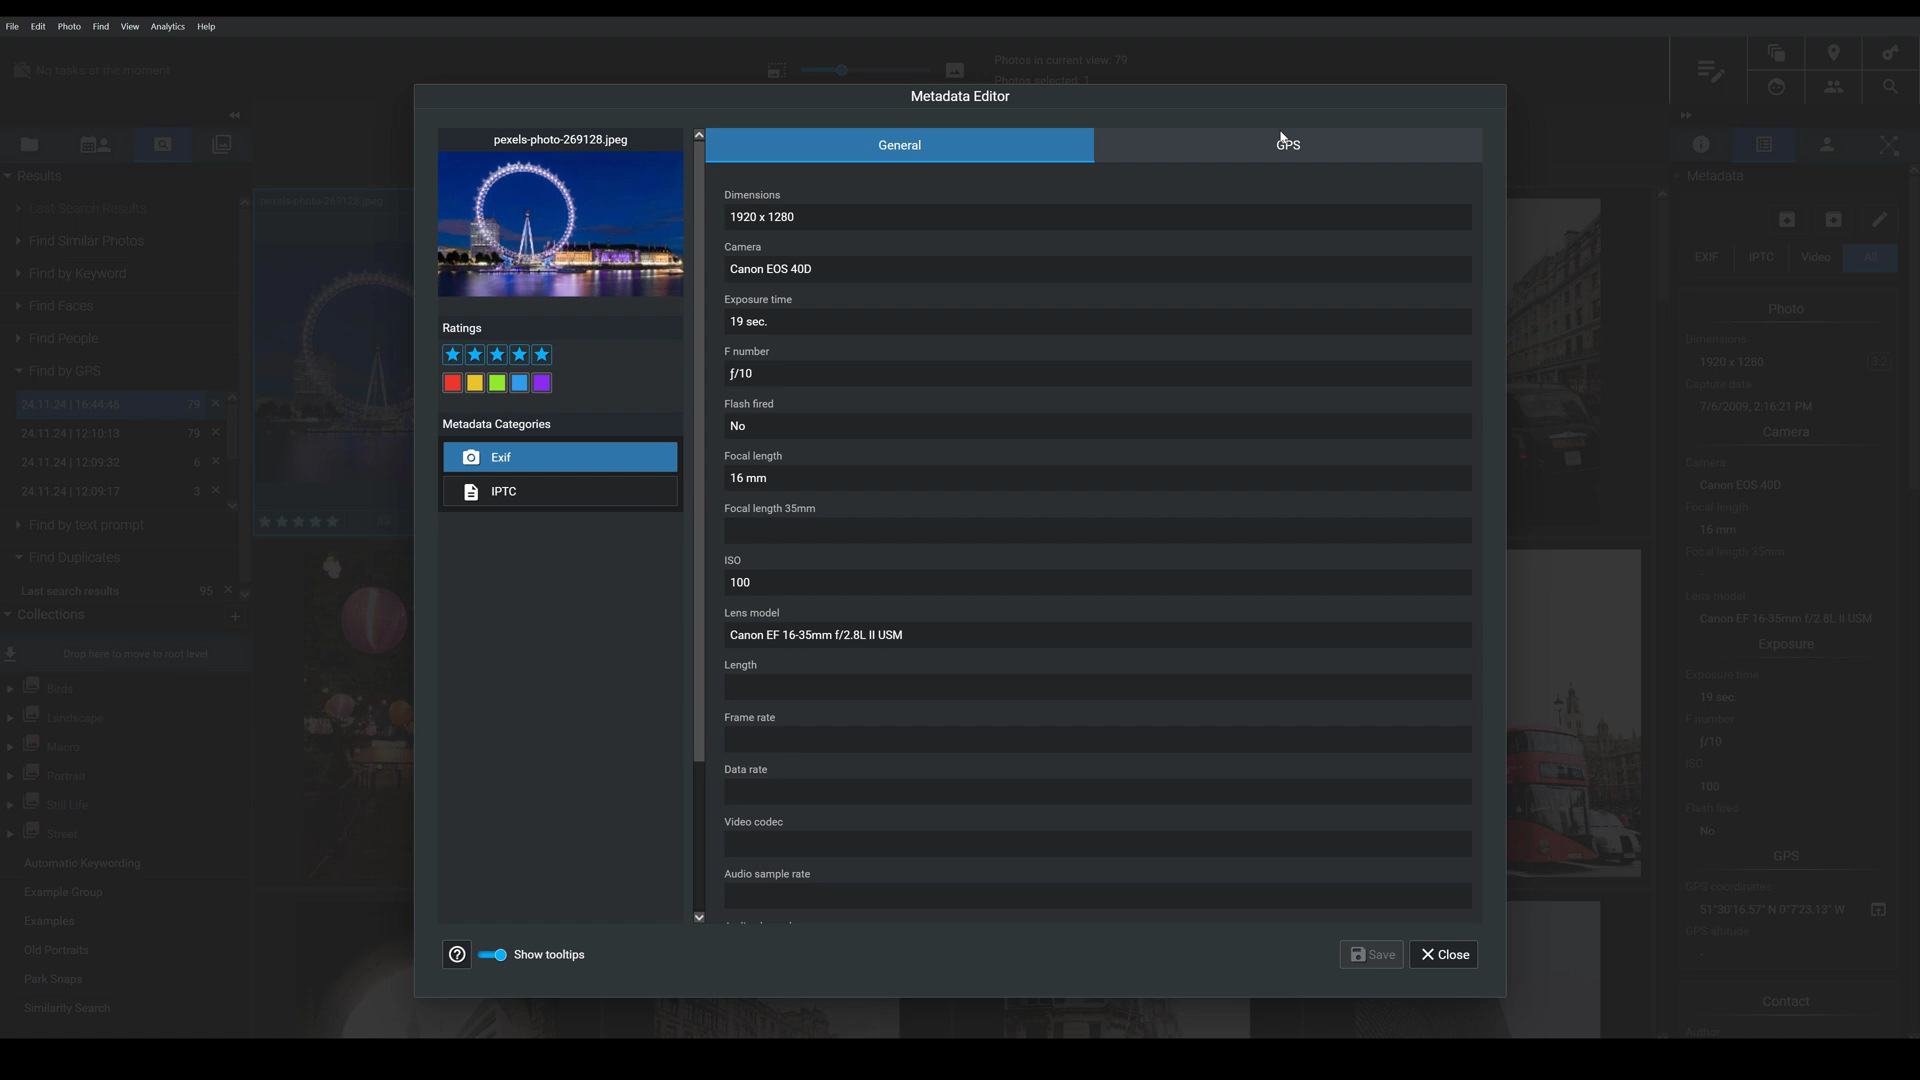 File Edit Photo Find View Analytics Help
No tasks at the moment
Photos in current view: 79
Photos selected: 1
Metadata Editor
pexels-photo-269128.jpeg
General
GPS
Results
Last Search Results
Find Similar Photos
Find by Keyword
Find Faces
Find People
Find by GPS
24.11.24 | 16:44:46 79
24.11.24 | 12:10:13 79
24.11.24 | 12:09:32 6
24.11.24 | 12:09:17 3
Find by text prompt
Find Duplicates
Last search results 95
Collections
Drop here to move to root level
Birds
Landscape
Macro
Portrait
Still Life
Street
Automatic Keywording
Example Group
Examples
Old Portraits
Park Snaps
Similarity Search
pexels-photo-269128.jpeg
Ratings
Metadata Categories
Exif
IPTC
Dimensions
1920 x 1280
Camera
Canon EOS 40D
Exposure time
19 sec.
F number
ƒ/10
Flash fired
No
Focal length
16 mm
Focal length 35mm
ISO
100
Lens model
Canon EF 16-35mm f/2.8L II USM
Length
Frame rate
Data rate
Video codec
Audio sample rate
Show tooltips
Save
Close
Metadata
EXIF IPTC Video All
Photo
Dimensions
1920 x 1280 3:2
Capture date
7/6/2009, 2:16:21 PM
Camera
Camera
Canon EOS 40D
Focal length
16 mm
Focal length 35mm
-
Lens model
Canon EF 16-35mm f/2.8L II USM
Exposure
Exposure time
19 sec.
F number
ƒ/10
ISO
100
Flash fired
No
GPS
GPS coordinates
51°30'16.57" N 0°7'23.13" W
GPS altitude
-
Contact
Author